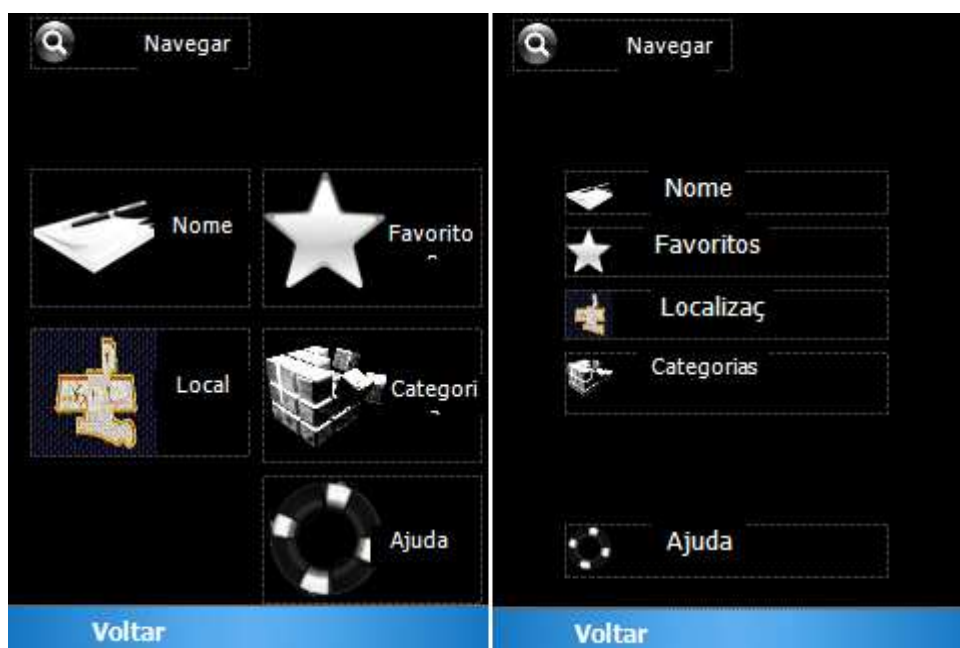 Navegar
Nome
Favorito
Local
Categori
Ajuda
Voltar
Navegar
Nome
Favoritos
Localizaç
Categorias
Ajuda
Voltar